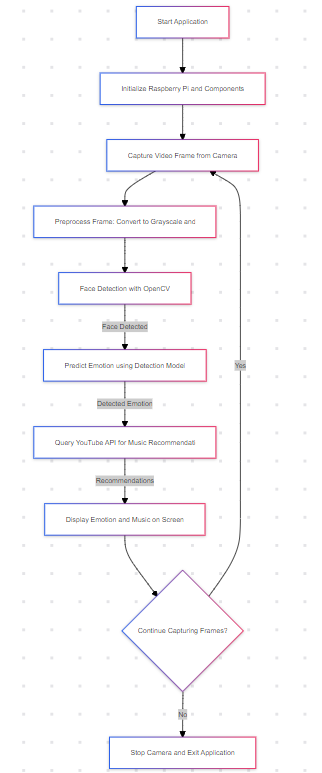 Start Application
Initialize Raspberry Pi and Components
Capture Video Frame from Camera
Preprocess Frame: Convert to Grayscale and
Face Detection with OpenCV
Face Detected
Predict Emotion using Detection Model
Yes
Detected Emotion
Query YouTube API for Music Recommendati
Recommendations
Display Emotion and Music on Screen
Continue Capturing Frames?
No
Stop Camera and Exit Application